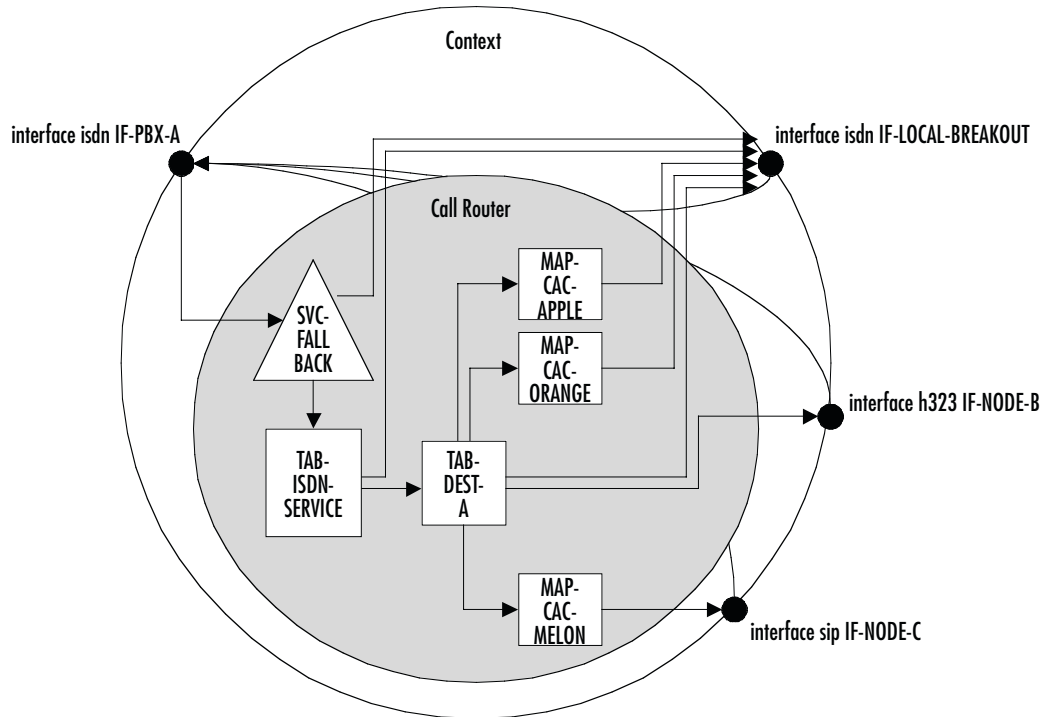 Context
interface isdn IF-PBX-A
interface isdn IF-LOCAL-BREAKOUT
Call Router
MAP-
CAC-
APPLE
SVC-
FALL
BACK
MAP-
CAC-
ORANGE
interface h323 IF-NODE-B
TAB-
ISDN-
SERVICE
TAB-
DEST-
A
MAP-
CAC-
MELON
interface sip IF-NODE-C